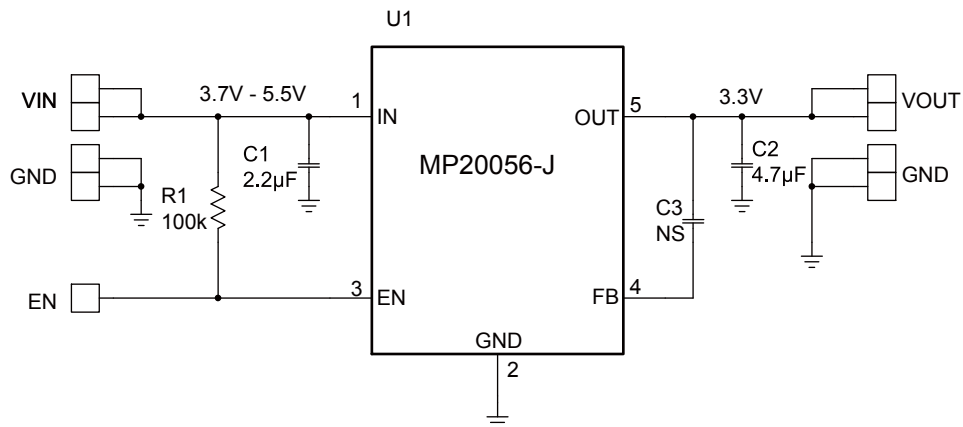 U1
VIN
3.7V - 5.5V
1
IN
OUT
5
3.3V
VOUT
C1
2.2µF
MP20056-J
C2
4.7µF
GND
GND
R1
100k
C3
NS
EN
3
EN
FB
4
GND
2